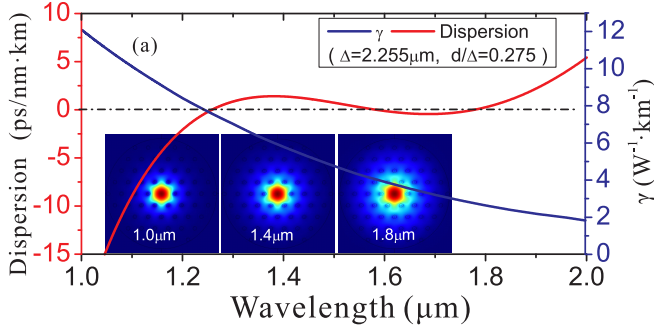 (a)
γ Dispersion
( Δ=2.255μm, d/Δ=0.275 )
Dispersion (ps/nm·km)
10
5
0
-5
-10
-15
γ (W⁻¹·km⁻¹)
12
10
8
6
4
2
0
1.0μm 1.4μm 1.8μm
1.0 1.2 1.4 1.6 1.8 2.0
Wavelength (μm)